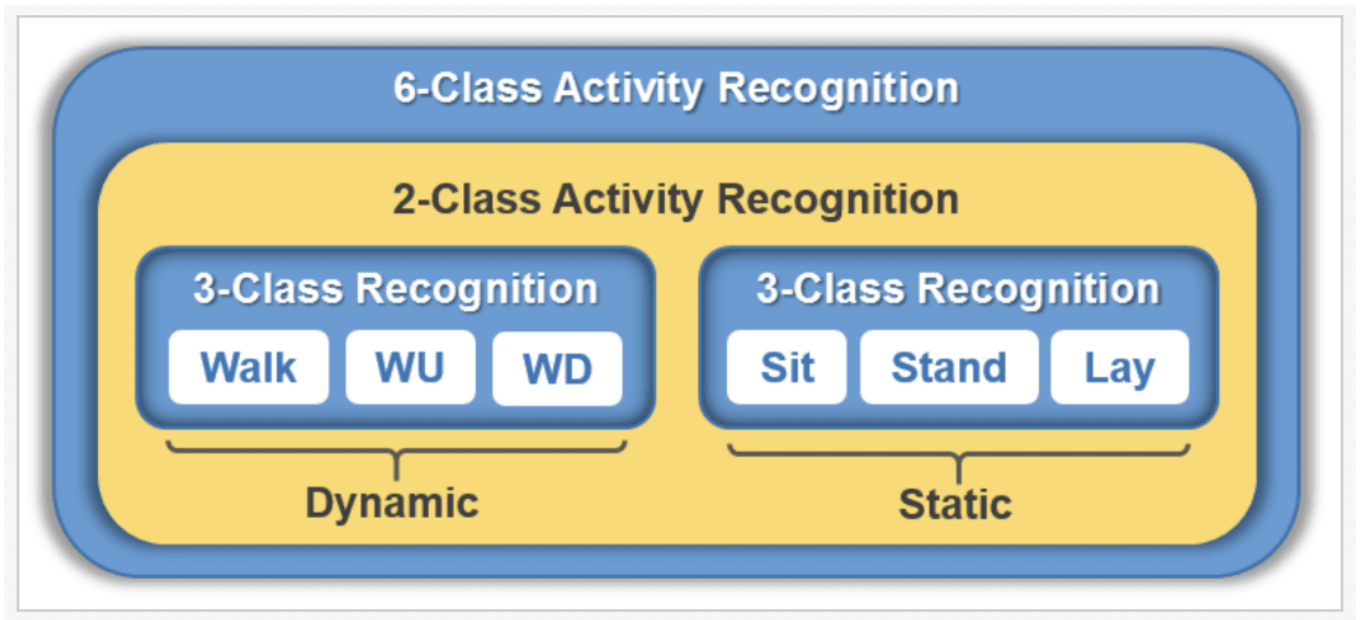 6-Class Activity Recognition
2-Class Activity Recognition
3-Class Recognition
Walk WU WD
Dynamic
3-Class Recognition
Sit Stand Lay
Static